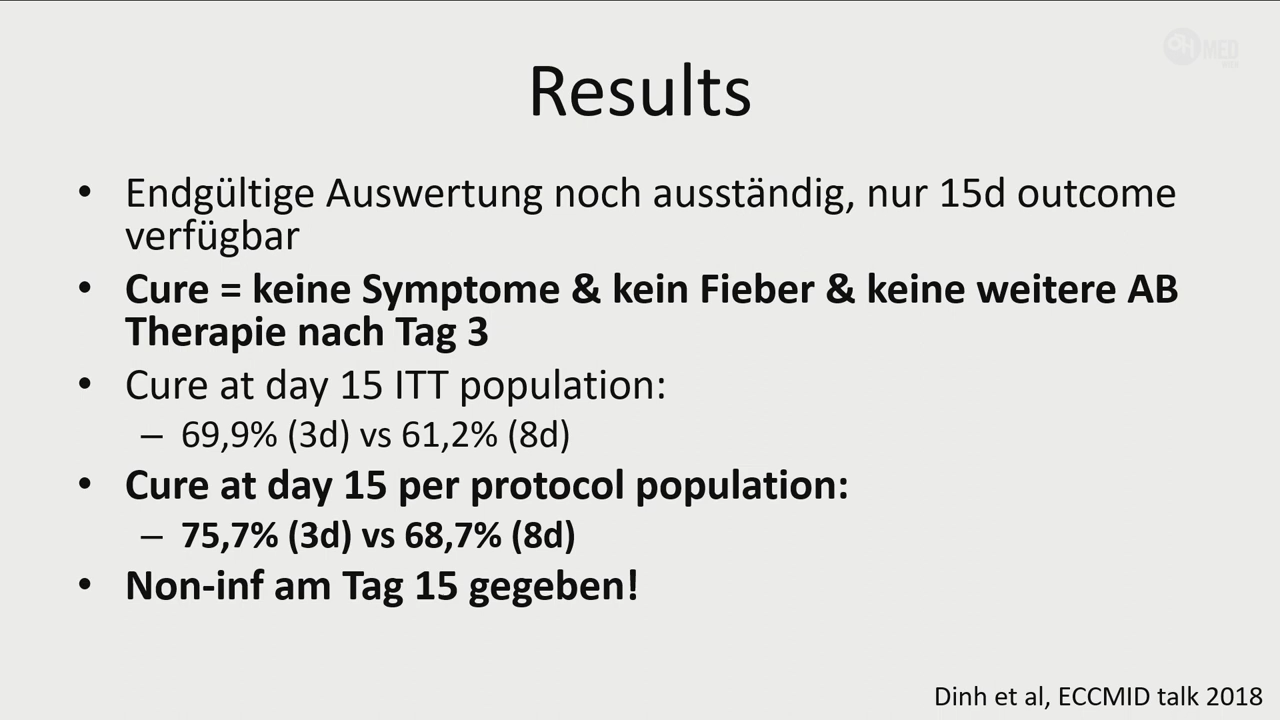 Results
• Endgültige Auswertung noch ausständig, nur 15d outcome
verfügbar
• Cure = keine Symptome & kein Fieber & keine weitere AB
Therapie nach Tag 3
• Cure at day 15 ITT population:
– 69,9% (3d) vs 61,2% (8d)
• Cure at day 15 per protocol population:
– 75,7% (3d) vs 68,7% (8d)
• Non-inf am Tag 15 gegeben!
Dinh et al, ECCMID talk 2018
MED